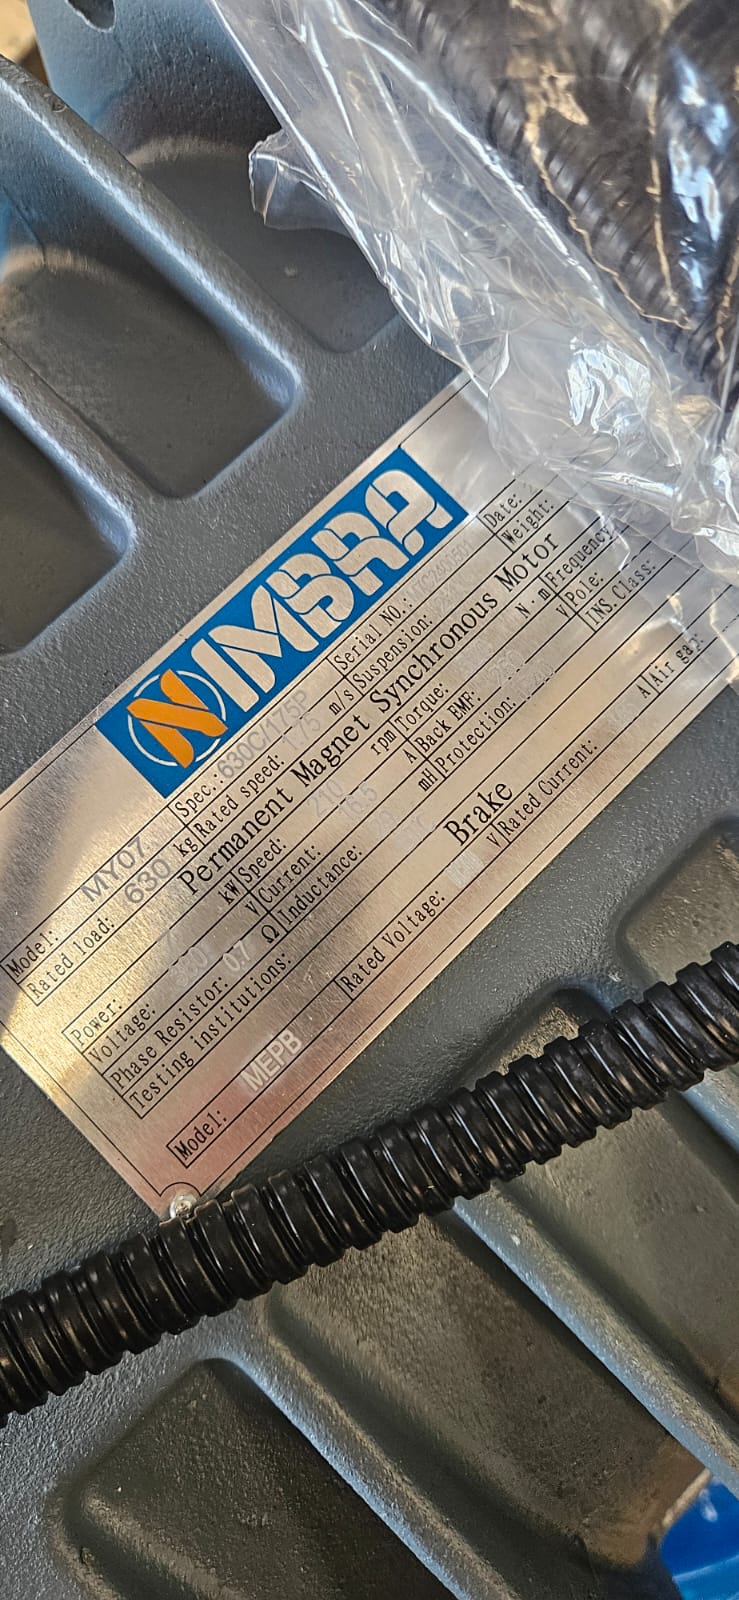 NIMBRA
Model: MY07 Spec.: 630C/175P Serial NO.: Date:
Rated load: 630 kg Rated speed: 1.75 m/s Suspension: Weight:
Permanent Magnet Synchronous Motor
Power: kW Speed: 210 rpm Torque: N·m Frequency:
Voltage: V Current: 16.5 A Back EMF: V Pole:
Phase Resistor: 0.7 Ω Inductance: mH Protection: INS.Class:
Testing institutions:
Brake
Model: MEPB Rated Voltage: V Rated Current: A Air gap: